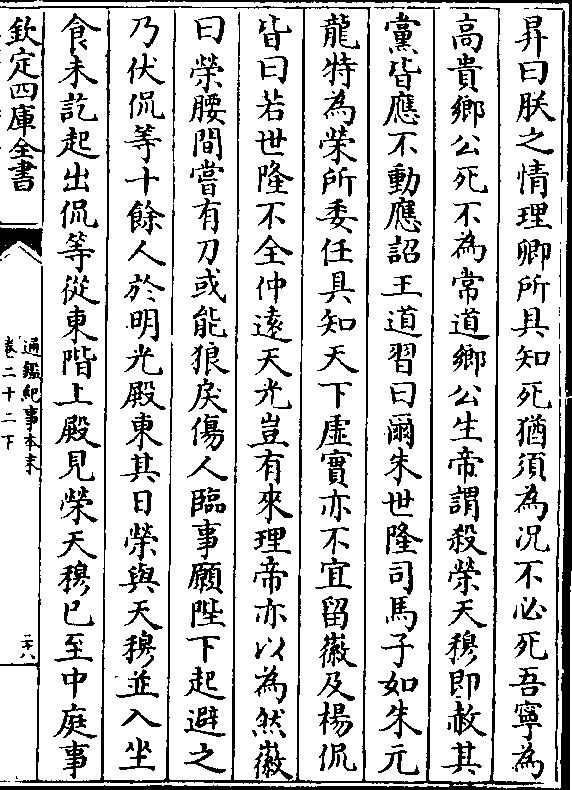 昇曰朕之情理卿所具知死猶須為况不必死吾寧為
高貴鄉公死不為常道鄉公生帝謂殺榮天穆即赦其
黨皆應不動應詔王道習曰爾朱世隆司馬子如朱元
龍特為榮所委任具知天下虛實亦不宜留徽及楊侃
皆曰若世隆不全仲遠天光豈有來理帝亦以為然徽
曰榮腰間嘗有刀或能狼戾傷人臨事願陛下起避之
乃伏侃等十餘人於明光殿東其日榮與天穆並入坐
食未訖起出侃等從東階上殿見榮天穆已至中庭事
欽定四庫全書
通鑑紀事本末
卷二十二下
二十八